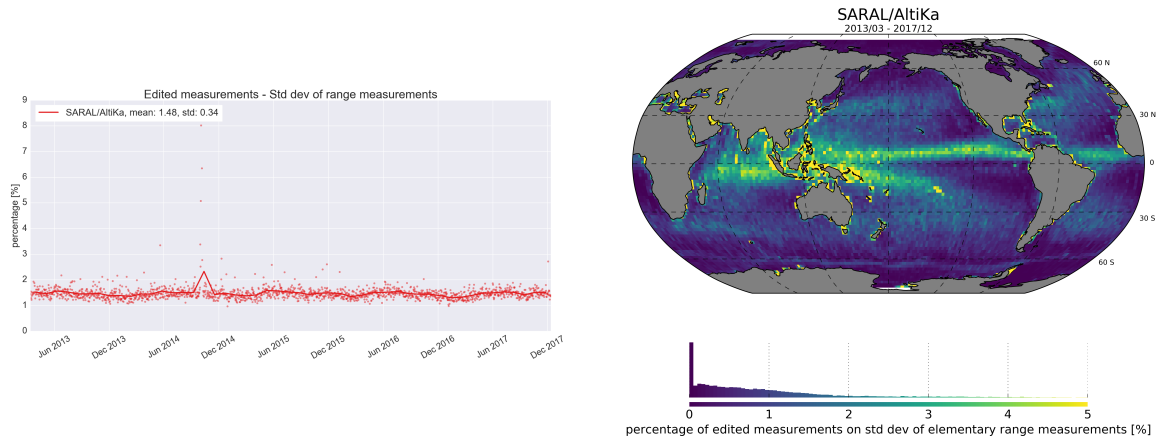 Edited measurements - Std dev of range measurements
SARAL/AltiKa, mean: 1.48, std: 0.34
percentage [%]
9
8
7
6
5
4
3
2
1
0
Jun 2013
Dec 2013
Jun 2014
Dec 2014
Jun 2015
Dec 2015
Jun 2016
Dec 2016
Jun 2017
Dec 2017
SARAL/AltiKa
2013/03 - 2017/12
60 N
30 N
0
30 S
60 S
0 1 2 3 4 5
percentage of edited measurements on std dev of elementary range measurements [%]